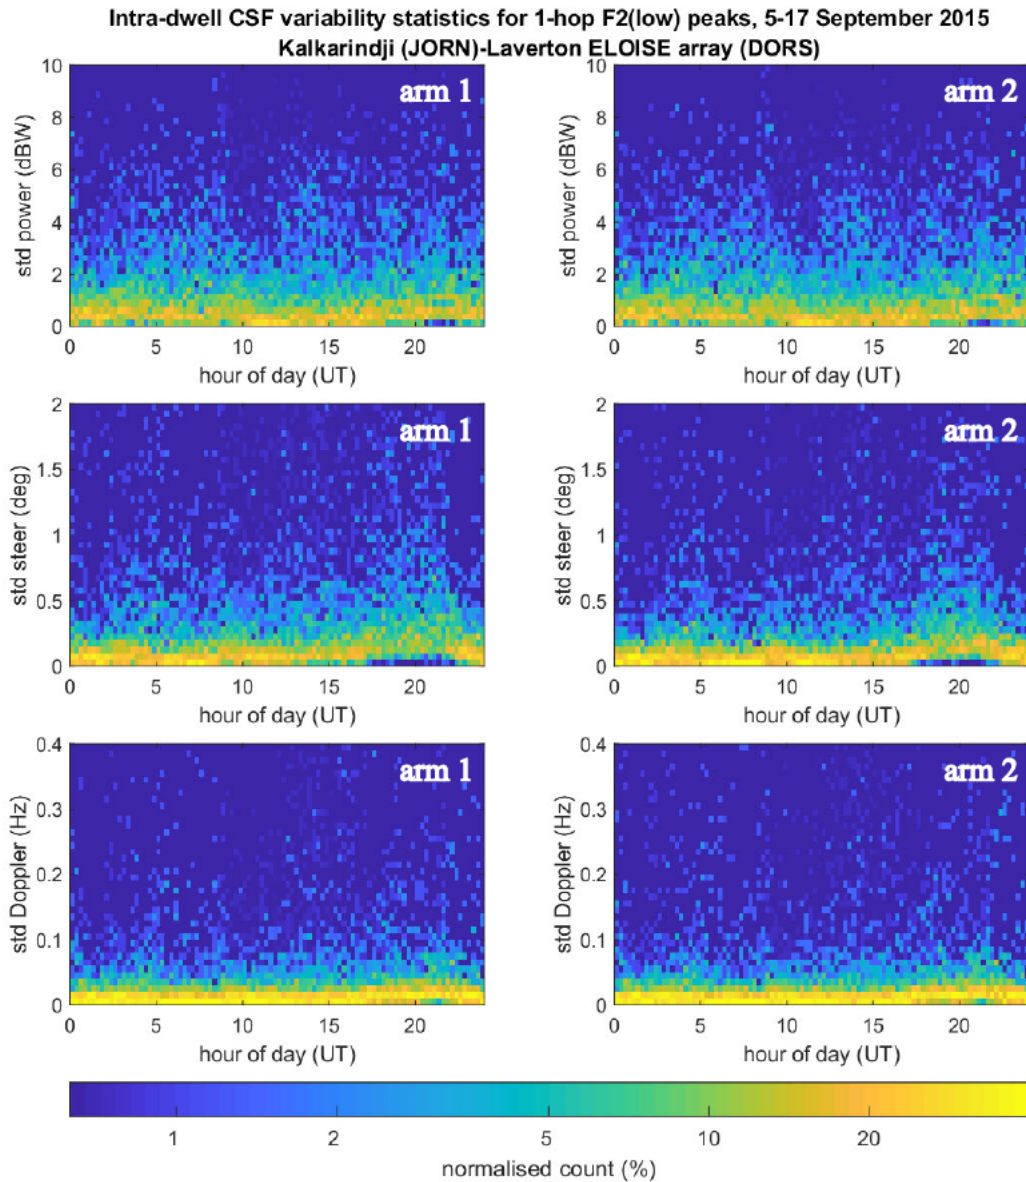 Intra-dwell CSF variability statistics for 1-hop F2(low) peaks, 5-17 September 2015
Kalkarindji (JORN)-Laverton ELOISE array (DORS)
arm 1
std power (dBW)
10
8
6
4
2
0
0 5 10 15 20
hour of day (UT)
arm 2
std power (dBW)
10
8
6
4
2
0
0 5 10 15 20
hour of day (UT)
arm 1
std steer (deg)
2
1.5
1
0.5
0
0 5 10 15 20
hour of day (UT)
arm 2
std steer (deg)
2
1.5
1
0.5
0
0 5 10 15 20
hour of day (UT)
arm 1
std Doppler (Hz)
0.4
0.3
0.2
0.1
0
0 5 10 15 20
hour of day (UT)
arm 2
std Doppler (Hz)
0.4
0.3
0.2
0.1
0
0 5 10 15 20
hour of day (UT)
1 2 5 10 20
normalised count (%)